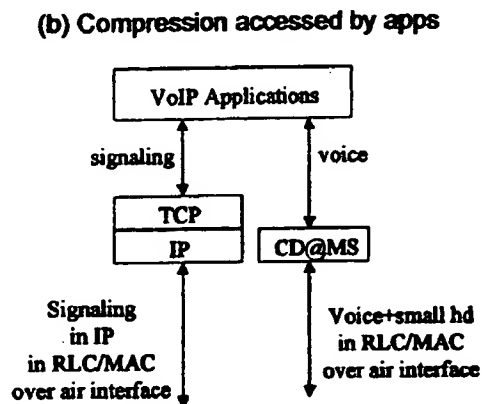 (b) Compression accessed by apps
VoIP Applications
signaling
voice
TCP
IP
CD@MS
Signaling
in IP
in RLC/MAC
over air interface
Voice+small hd
in RLC/MAC
over air interface